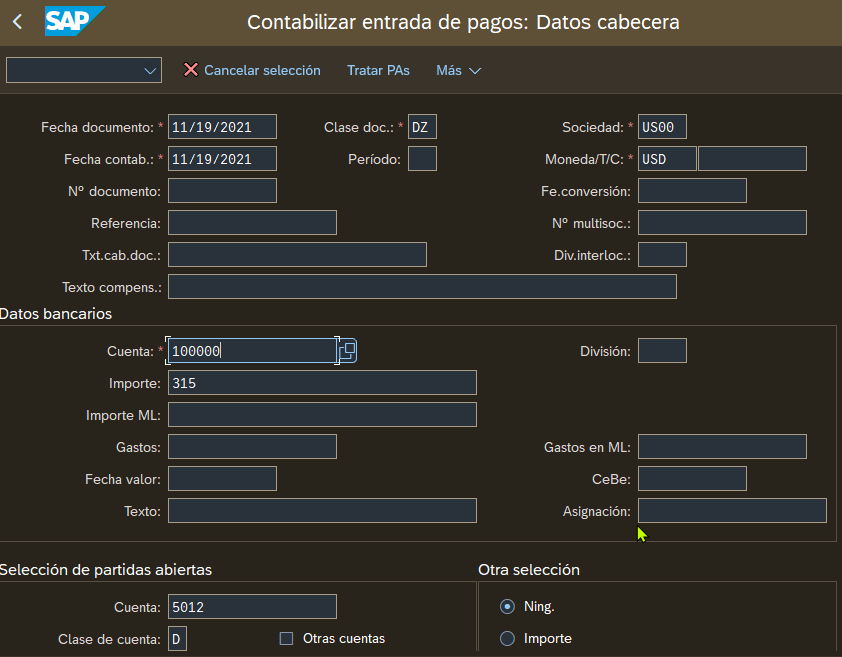 SAP Contabilizar entrada de pagos: Datos cabecera
Cancelar selección Tratar PAs Más
Fecha documento: * 11/19/2021 Clase doc.: * DZ Sociedad: * US00
Fecha contab.: * 11/19/2021 Período: Moneda/T/C: * USD
Nº documento: Fe.conversión:
Referencia: Nº multisoc.:
Txt.cab.doc.: Div.interloc.:
Texto compens.:
Datos bancarios
Cuenta: * 100000 División:
Importe: 315
Importe ML:
Gastos: Gastos en ML:
Fecha valor: CeBe:
Texto: Asignación:
Selección de partidas abiertas Otra selección
Cuenta: 5012 Ning.
Clase de cuenta: D Otras cuentas Importe